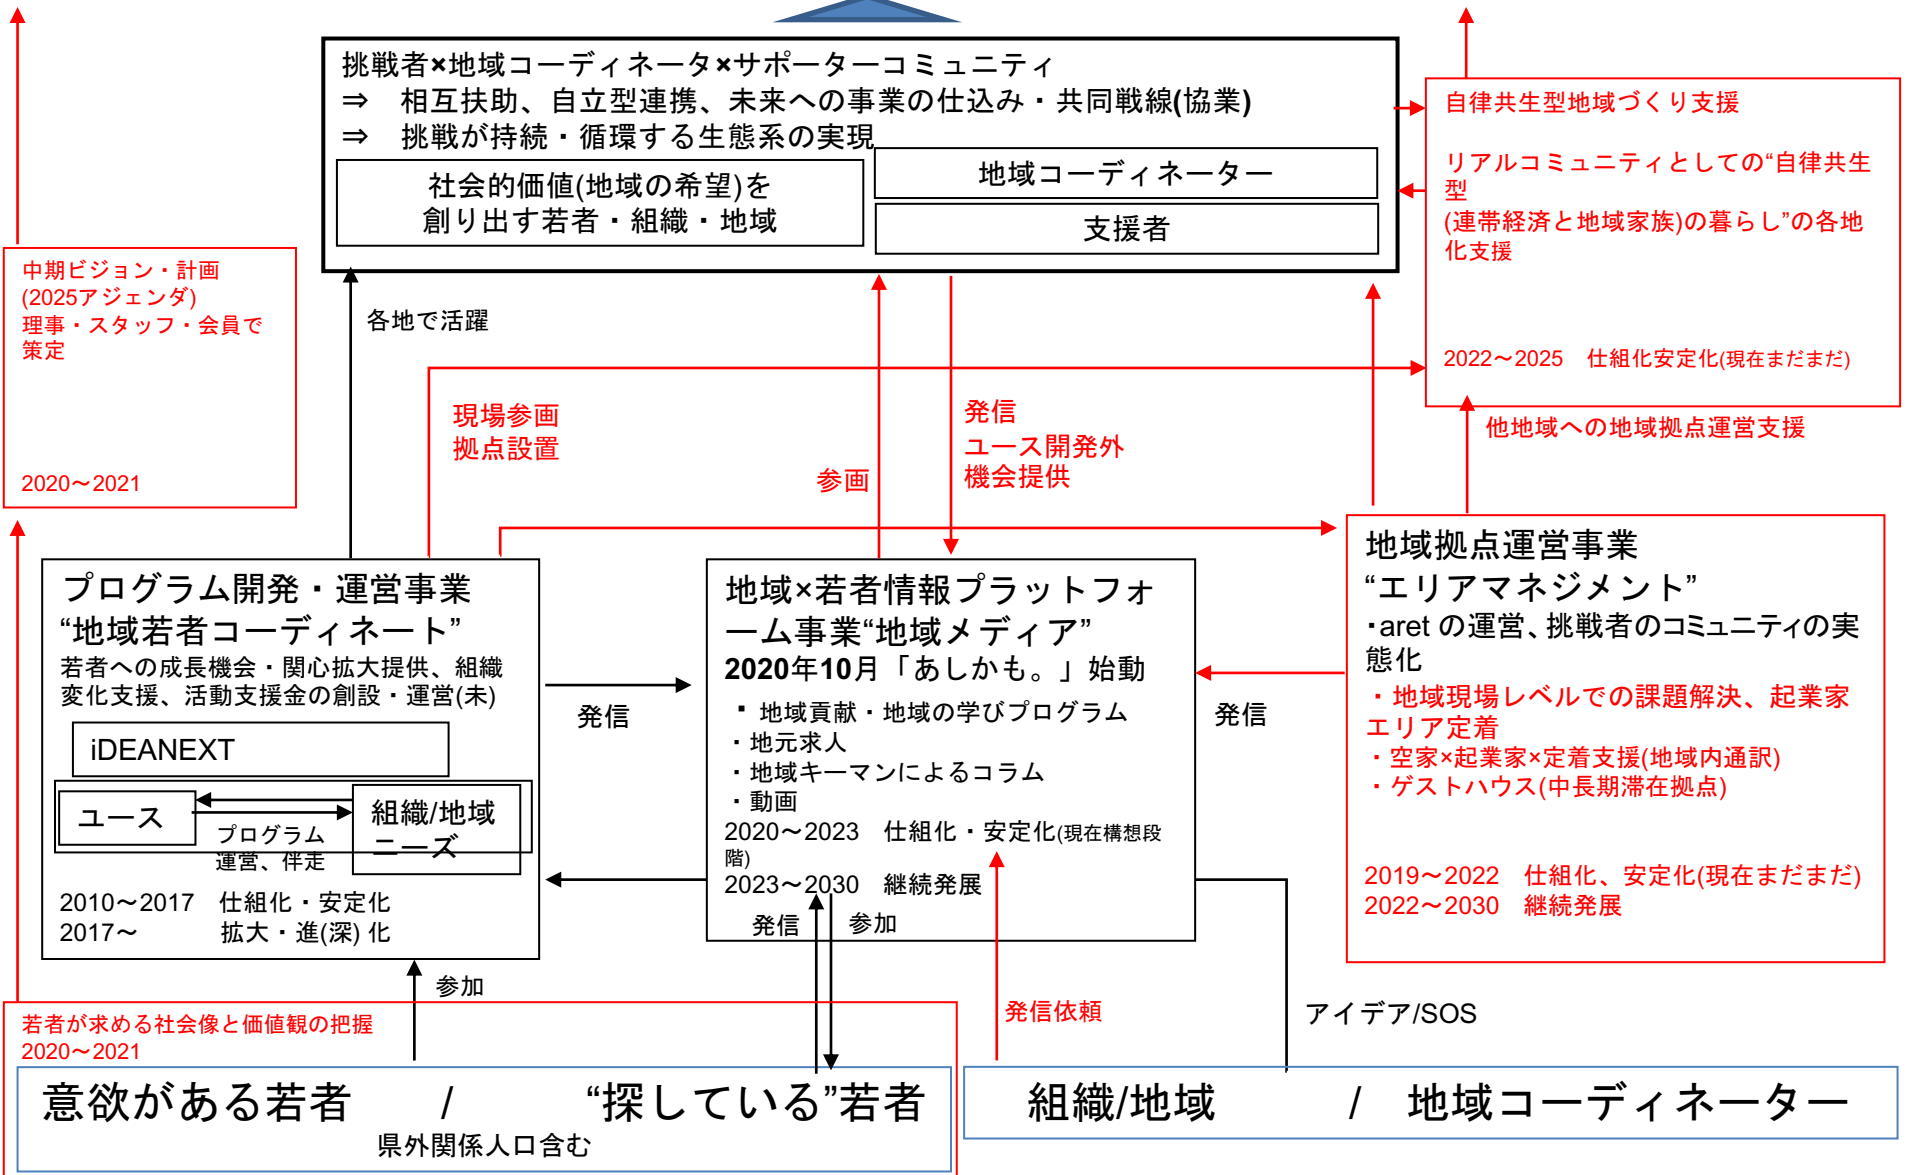 挑戦者×地域コーディネータ×サポーターコミュニティ
⇒　相互扶助、自立型連携、未来への事業の仕込み・共同戦線(協業)
⇒　挑戦が持続・循環する生態系の実現
社会的価値(地域の希望)を
創り出す若者・組織・地域
地域コーディネーター
支援者
自律共生型地域づくり支援
リアルコミュニティとしての“自律共生
型
(連帯経済と地域家族)の暮らし”の各地
化支援
2022～2025　仕組化安定化(現在まだまだ)
中期ビジョン・計画
(2025アジェンダ)
理事・スタッフ・会員で
策定
2020～2021
各地で活躍
現場参画
拠点設置
参画
発信
ユース開発外
機会提供
他地域への地域拠点運営支援
プログラム開発・運営事業
“地域若者コーディネート”
若者への成長機会・関心拡大提供、組織
変化支援、活動支援金の創設・運営(未)
iDEANEXT
ユース
プログラム
運営、伴走
組織/地域
ニーズ
2010～2017　仕組化・安定化
2017～　　　拡大・進(深) 化
発信
地域×若者情報プラットフォ
ーム事業“地域メディア”
2020年10月「あしかも。」始動
・ 地域貢献・地域の学びプログラム
・地元求人
・地域キーマンによるコラム
・動画
2020～2023　仕組化・安定化(現在構想段
階)
2023～2030　継続発展
発信
参加
発信
地域拠点運営事業
“エリアマネジメント”
・aret の運営、挑戦者のコミュニティの実
態化
・地域現場レベルでの課題解決、起業家
エリア定着
・空家×起業家×定着支援(地域内通訳)
・ゲストハウス(中長期滞在拠点)
2019～2022　仕組化、安定化(現在まだまだ)
2022～2030　継続発展
参加
発信依頼
アイデア/SOS
若者が求める社会像と価値観の把握
2020～2021
意欲がある若者　/　“探している”若者
県外関係人口含む
組織/地域　/　地域コーディネーター